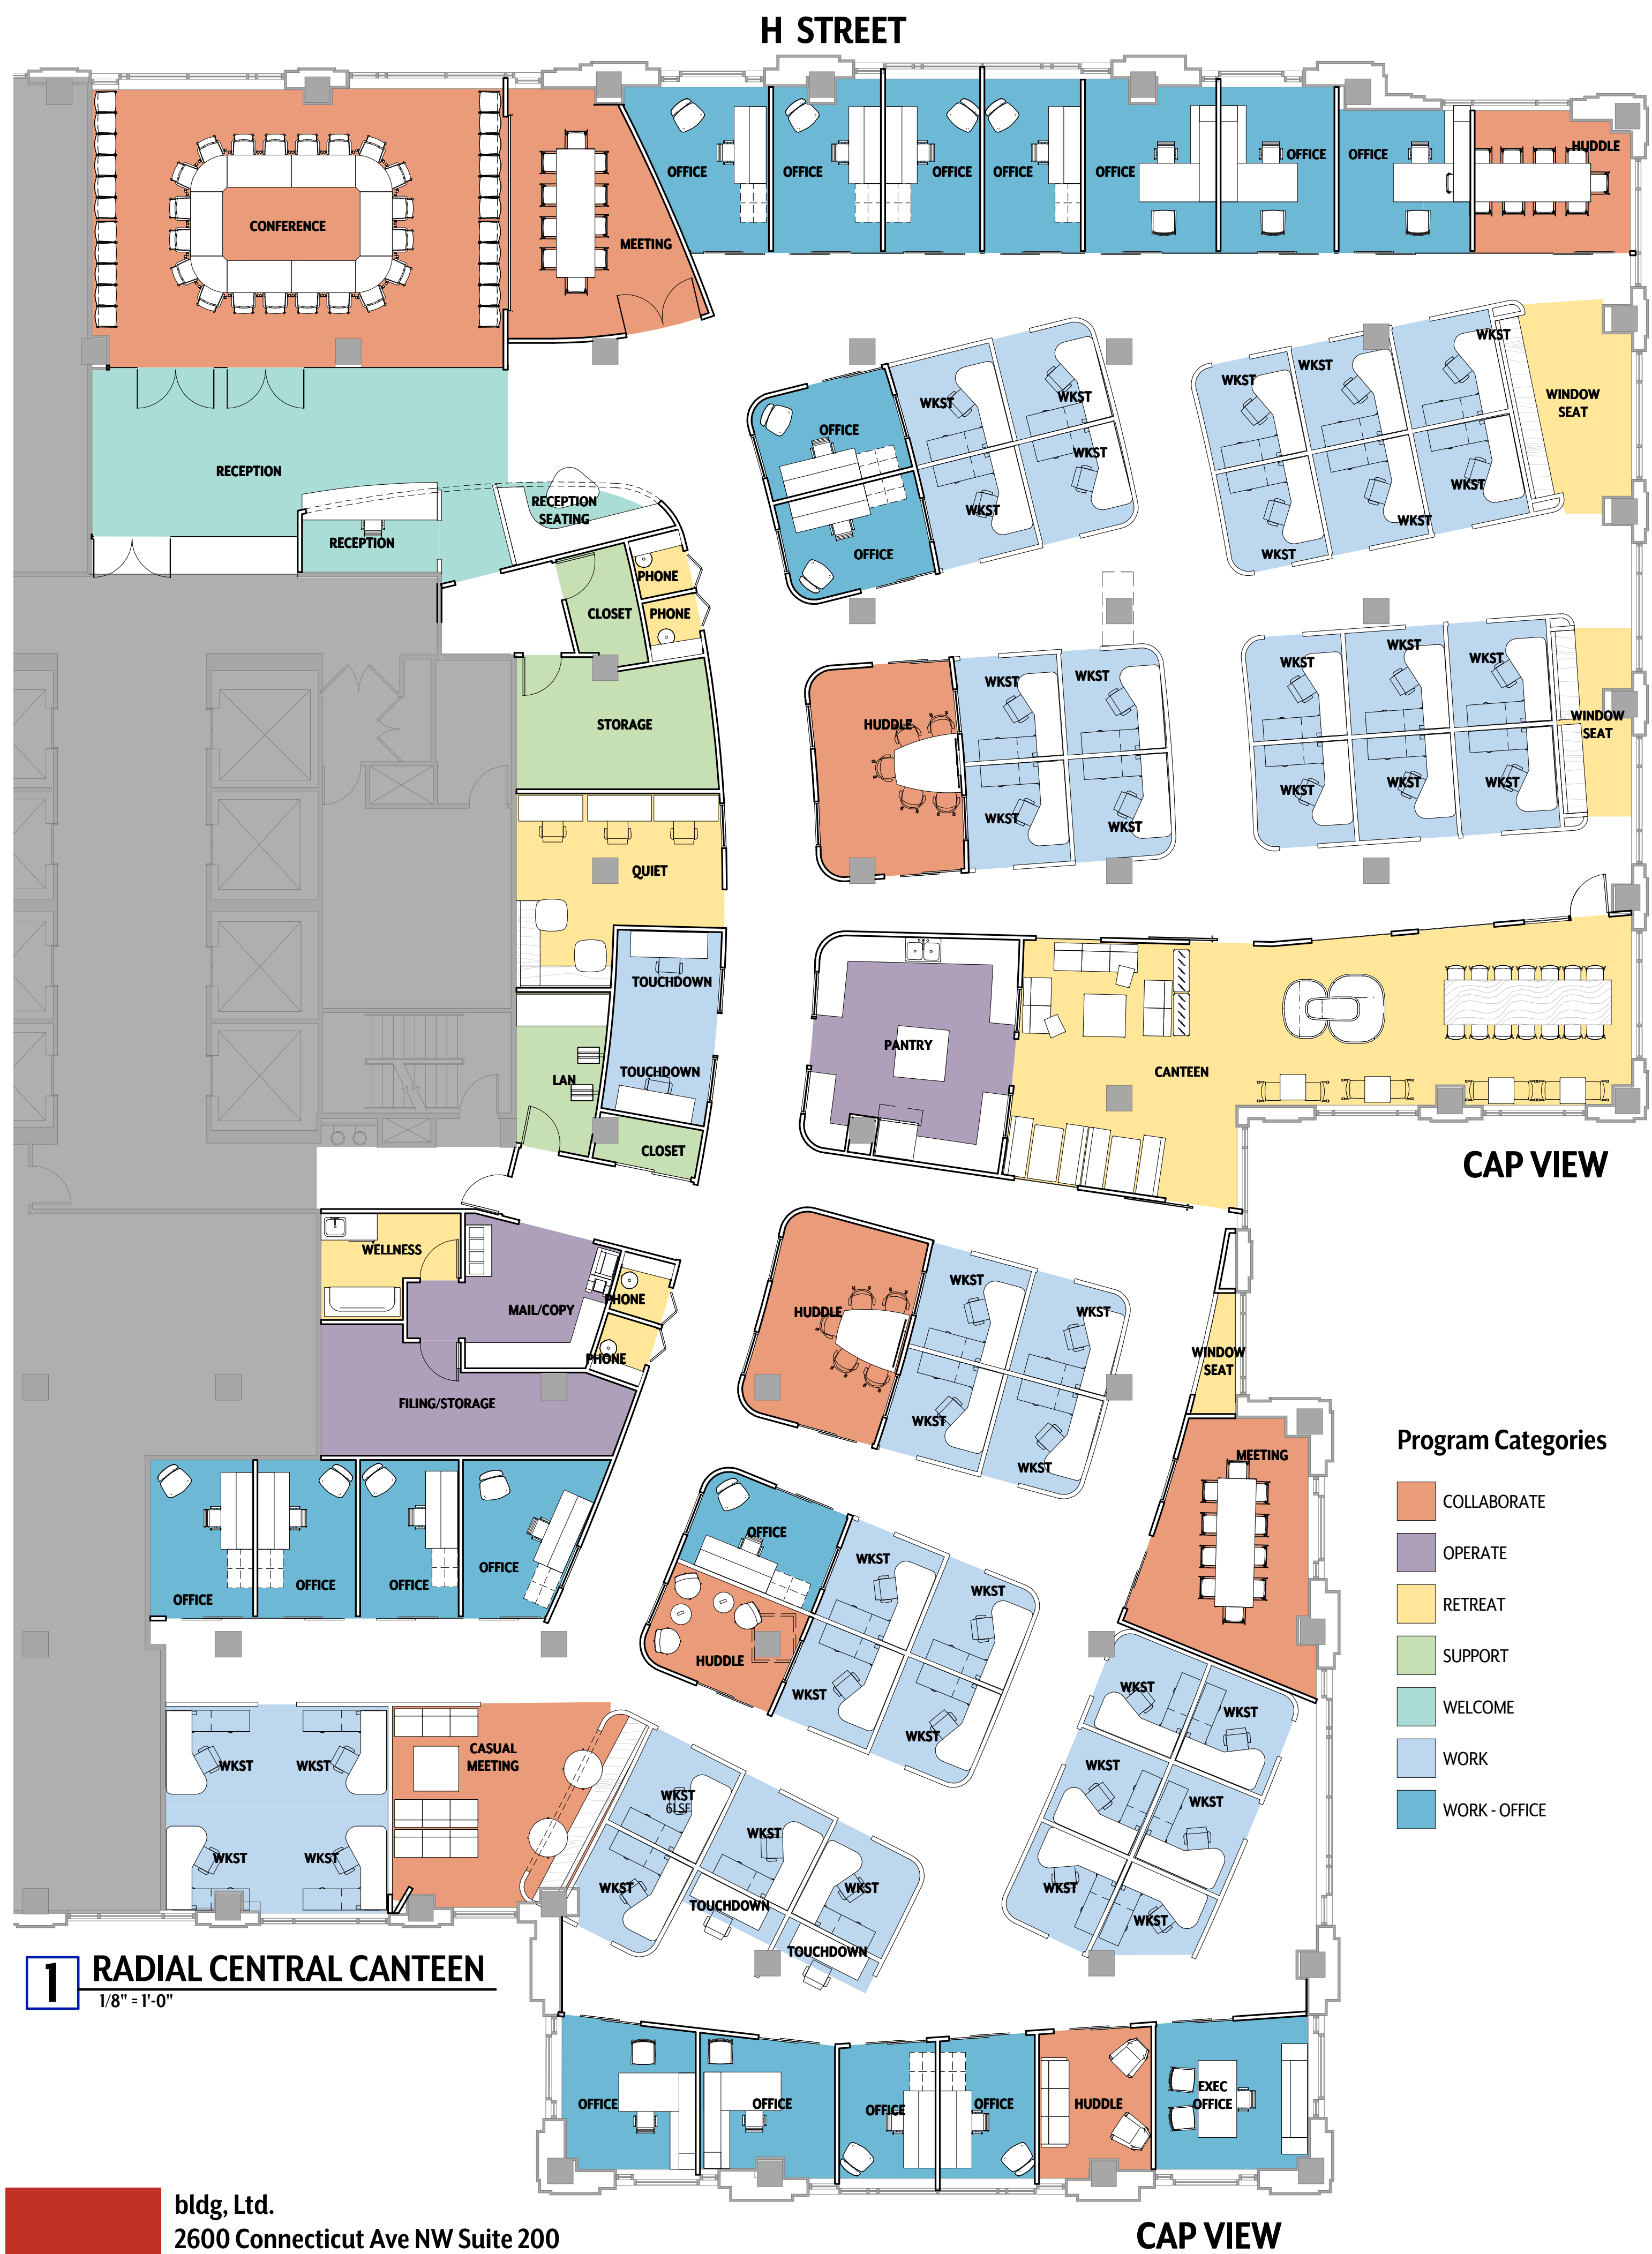 H STREET
CONFERENCE
MEETING
OFFICE
OFFICE
OFFICE
OFFICE
OFFICE
OFFICE
OFFICE
HUDDLE
RECEPTION
RECEPTION
RECEPTION
SEATING
OFFICE
OFFICE
WKST
WKST
WKST
WKST
WKST
WKST
WKST
WKST
WKST
WKST
WINDOW
SEAT
CLOSET
PHONE
PHONE
STORAGE
HUDDLE
WKST
WKST
WKST
WKST
WKST
WKST
WKST
WKST
WKST
WKST
WINDOW
SEAT
QUIET
TOUCHDOWN
TOUCHDOWN
LAN
CLOSET
PANTRY
CANTEEN
CAP VIEW
WELLNESS
MAIL/COPY
PHONE
PHONE
FILING/STORAGE
HUDDLE
WKST
WKST
WKST
WKST
WINDOW
SEAT
MEETING
OFFICE
OFFICE
OFFICE
OFFICE
OFFICE
HUDDLE
WKST
WKST
WKST
WKST
WKST
WKST
WKST
WKST
WKST
WKST
WKST
WKST
WKST
WKST
CASUAL
MEETING
WKST
61 SF
WKST
WKST
WKST
TOUCHDOWN
TOUCHDOWN
Program Categories
COLLABORATE
OPERATE
RETREAT
SUPPORT
WELCOME
WORK
WORK - OFFICE
1
RADIAL CENTRAL CANTEEN
1/8" = 1'-0"
OFFICE
OFFICE
OFFICE
OFFICE
HUDDLE
EXEC
OFFICE
bldg, Ltd.
2600 Connecticut Ave NW Suite 200
CAP VIEW